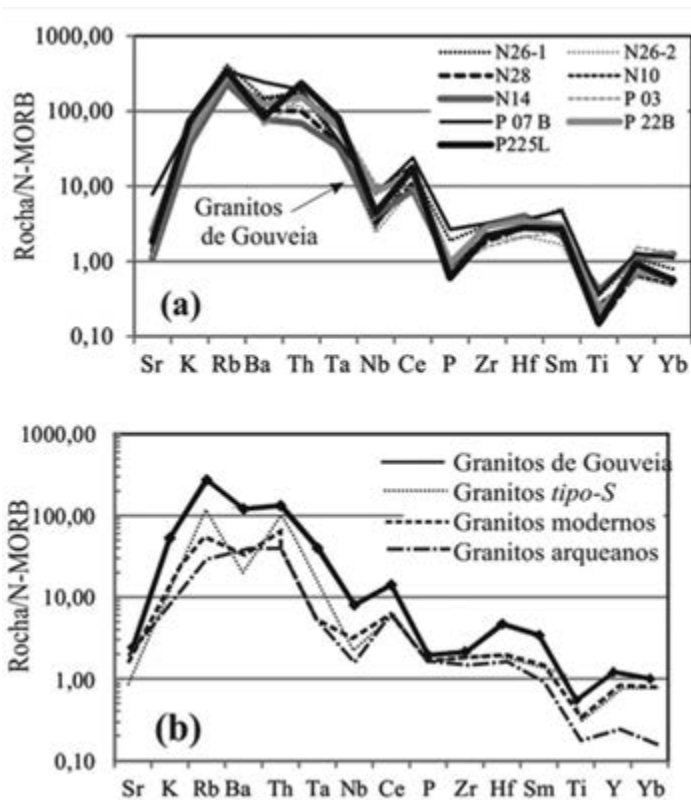 1000,00
100,00
10,00
1,00
0,10
Rocha/N-MORB
N26-1 N26-2
N28 N10
N14 P 03
P 07 B P 22B
P225L
Granitos
de Gouveia
(a)
Sr K Rb Ba Th Ta Nb Ce P Zr Hf Sm Ti Y Yb
1000,00
100,00
10,00
1,00
0,10
Rocha/N-MORB
Granitos de Gouveia
Granitos tipo-S
Granitos modernos
Granitos arqueanos
(b)
Sr K Rb Ba Th Ta Nb Ce P Zr Hf Sm Ti Y Yb